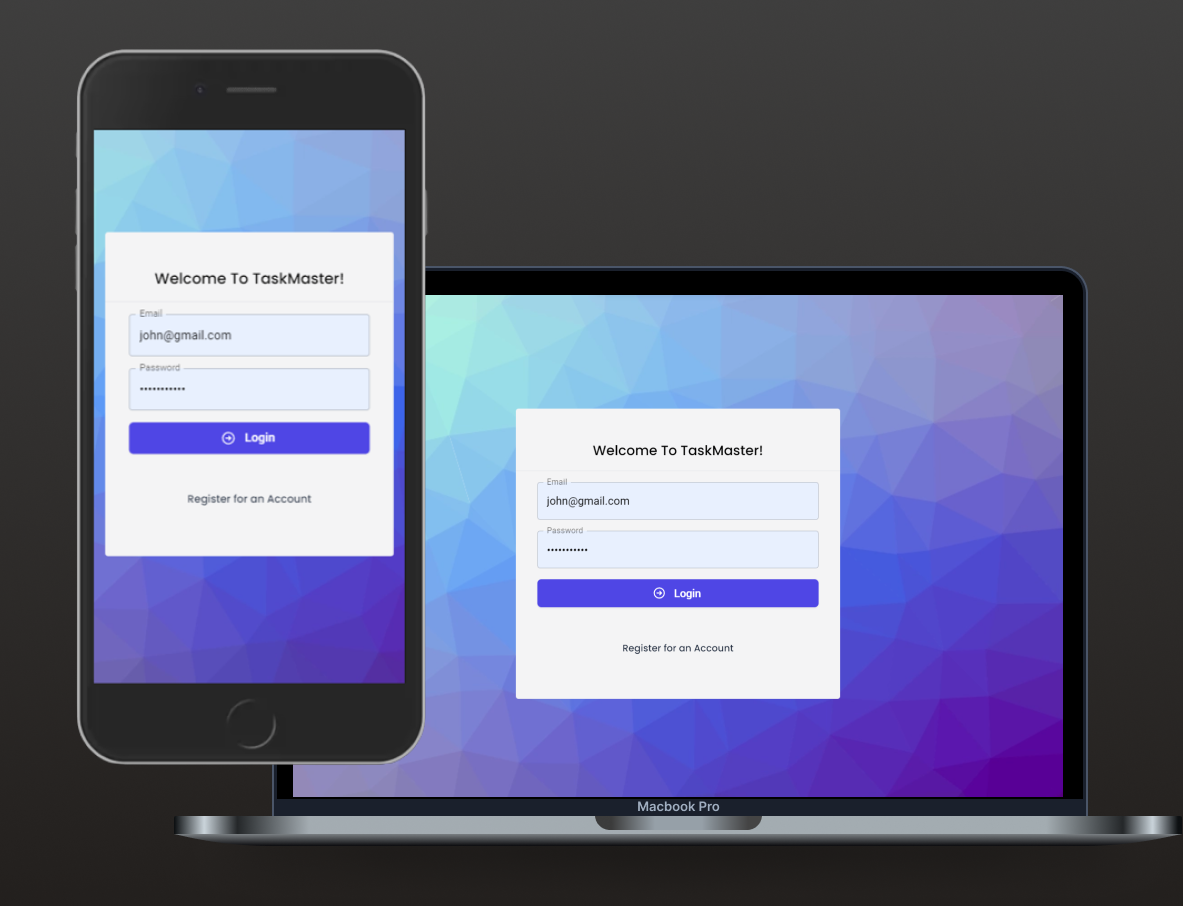 Welcome To TaskMaster!
Email
john@gmail.com
Password
•••••••••••
Login
Register for an Account
Welcome To TaskMaster!
Email
john@gmail.com
Password
•••••••••••
Login
Register for an Account
Macbook Pro